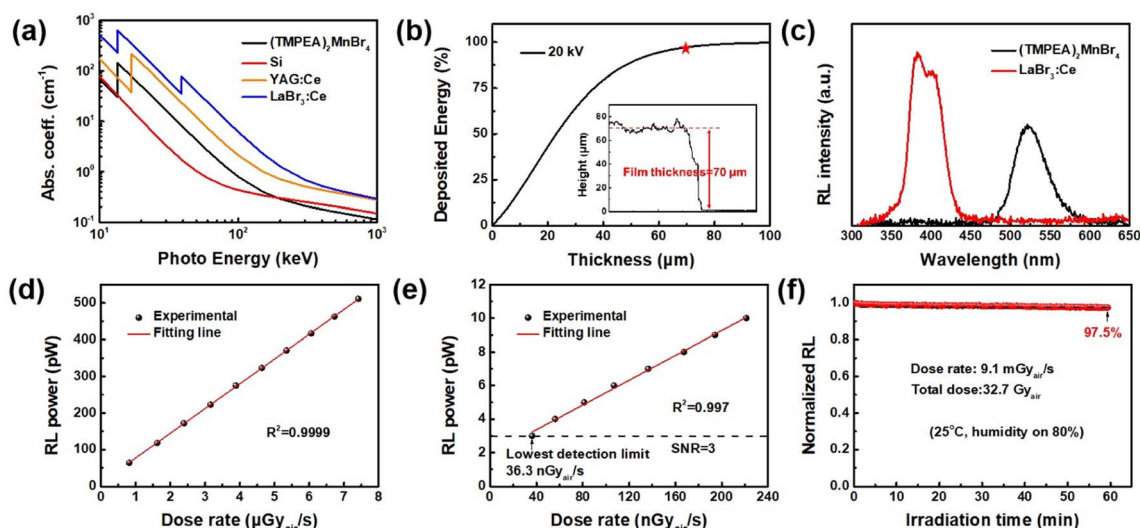 (a)
(TMPEA)₂MnBr₄
Si
YAG:Ce
LaBr₃:Ce
Abs. coeff. (cm⁻¹)
10³
10²
10¹
10⁰
10⁻¹
10¹ 10² 10³
Photo Energy (keV)
(b)
20 kV
Deposited Energy (%)
100
75
50
25
0
0 20 40 60 80 100
Thickness (μm)
Height (μm)
80
60
40
20
0
Film thickness=70 μm
(c)
(TMPEA)₂MnBr₄
LaBr₃:Ce
RL intensity (a.u.)
300 350 400 450 500 550 600 650
Wavelength (nm)
(d)
Experimental
Fitting line
R²=0.9999
RL power (pW)
500
400
300
200
100
0
1 2 3 4 5 6 7 8
Dose rate (μGyₐᵢᵣ/s)
(e)
Experimental
Fitting line
R²=0.997
Lowest detection limit
36.3 nGyₐᵢᵣ/s
SNR=3
RL power (pW)
12
10
8
6
4
2
0
0 40 80 120 160 200 240
Dose rate (nGyₐᵢᵣ/s)
(f)
97.5%
Dose rate: 9.1 mGyₐᵢᵣ/s
Total dose:32.7 Gyₐᵢᵣ
(25°C, humidity on 80%)
Normalized RL
1.0
0.8
0.6
0.4
0.2
0.0
0 10 20 30 40 50 60 70
Irradiation time (min)